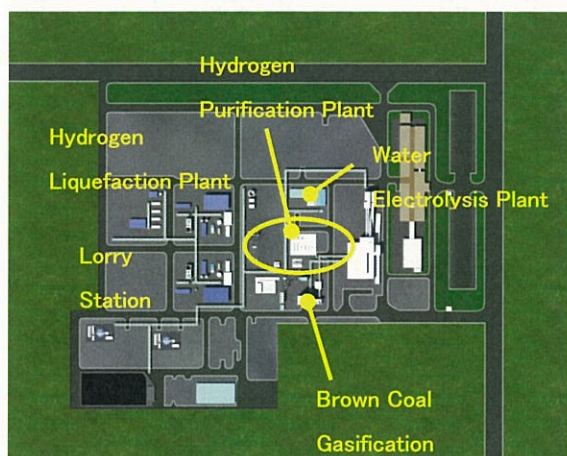 Hydrogen
Purification Plant
Hydrogen
Liquefaction Plant
Water
Electrolysis Plant
Lorry
Station
Brown Coal
Gasification